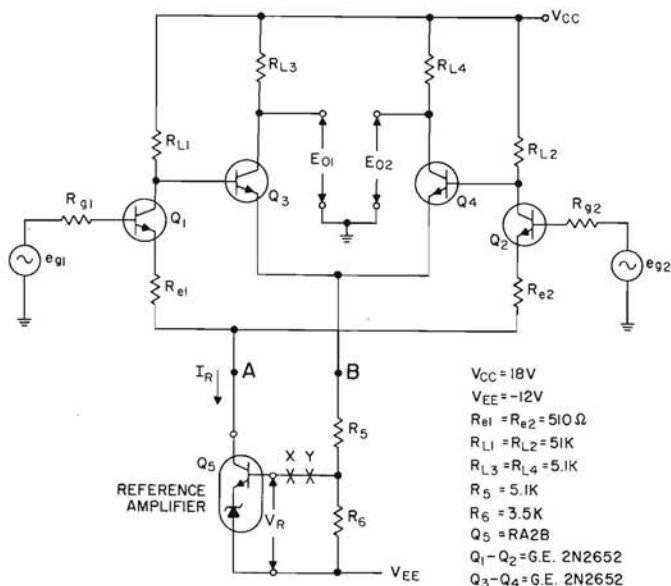 VCC
RL3
RL4
RL1
RL2
E01
E02
Rg1
Q3
Q4
Rg2
Q1
Q2
eg1
eg2
Re1
Re2
IR
A
B
VCC = 18V
VEE = -12V
Re1 = Re2 = 510 Ω
RL1 = RL2 = 51K
RL3 = RL4 = 5.1K
R5 = 5.1K
R6 = 3.5K
Q5 = RA2B
Q1-Q2 = G.E. 2N2652
Q3-Q4 = G.E. 2N2652
R5
Q5
X Y
REFERENCE
AMPLIFIER
VR
R6
VEE